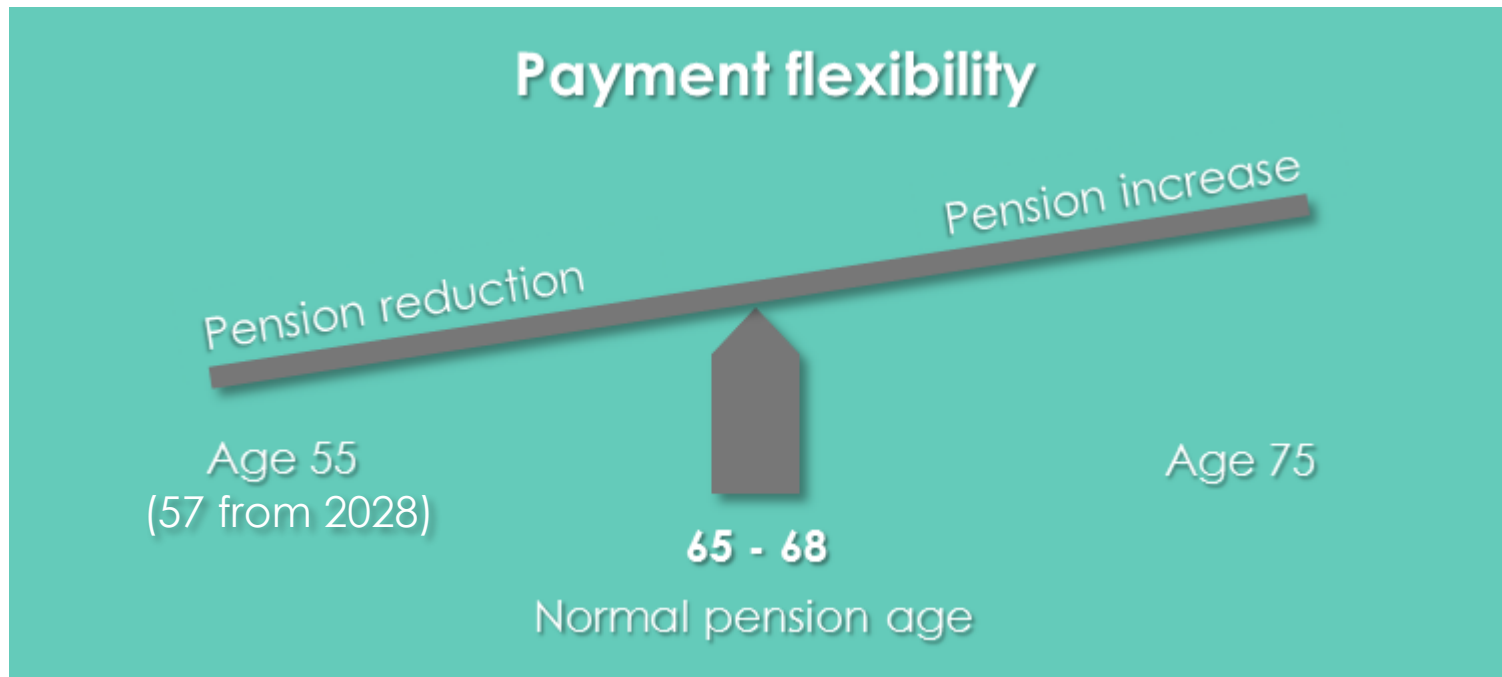 Payment flexibility
Pension increase
Pension reduction
Age 55
(57 from 2028)
Age 75
65 - 68
Normal pension age